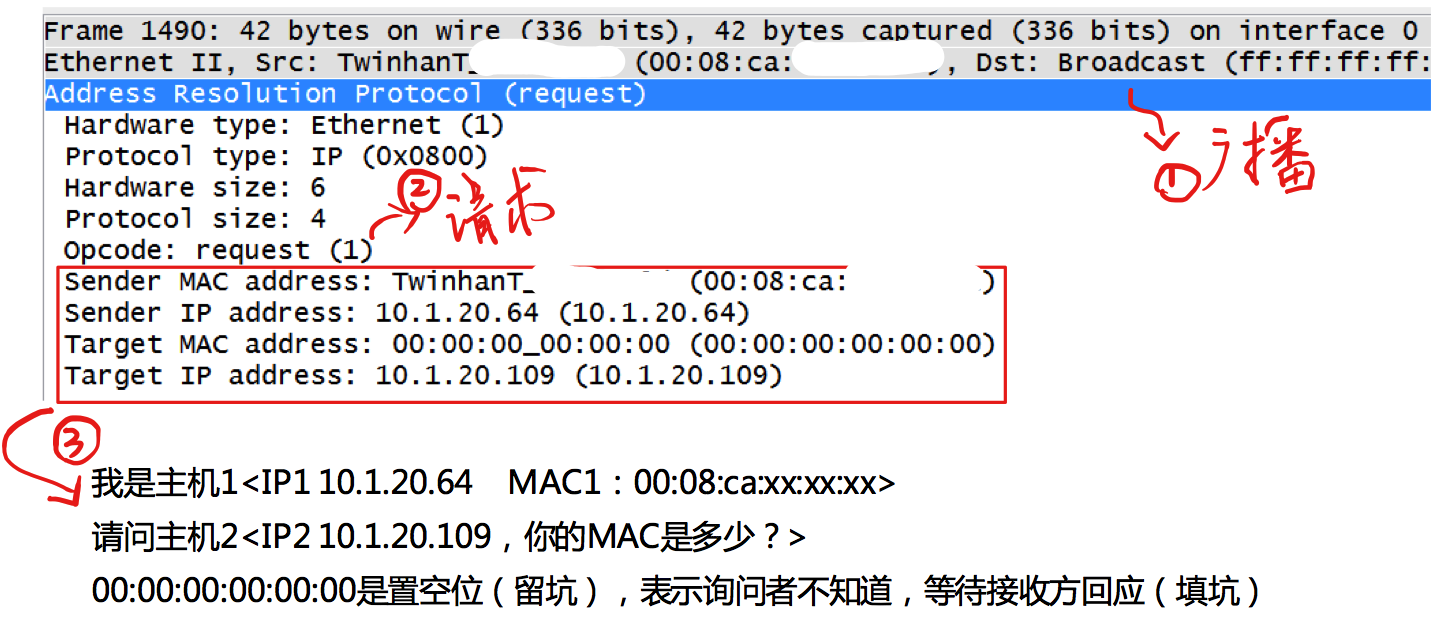 Frame 1490: 42 bytes on wire (336 bits), 42 bytes captured (336 bits) on interface 0
Ethernet II, Src: TwinhanT_ (00:08:ca: ), Dst: Broadcast (ff:ff:ff:ff:
Address Resolution Protocol (request)
Hardware type: Ethernet (1)
Protocol type: IP (0x0800)
Hardware size: 6
Protocol size: 4
Opcode: request (1)
① 广播
② 请求
Sender MAC address: TwinhanT_ (00:08:ca: )
Sender IP address: 10.1.20.64 (10.1.20.64)
Target MAC address: 00:00:00_00:00:00 (00:00:00:00:00:00)
Target IP address: 10.1.20.109 (10.1.20.109)
③
我是主机1<IP1 10.1.20.64 MAC1：00:08:ca:xx:xx:xx>
请问主机2<IP2 10.1.20.109，你的MAC是多少？>
00:00:00:00:00:00是置空位（留坑），表示询问者不知道，等待接收方回应（填坑）